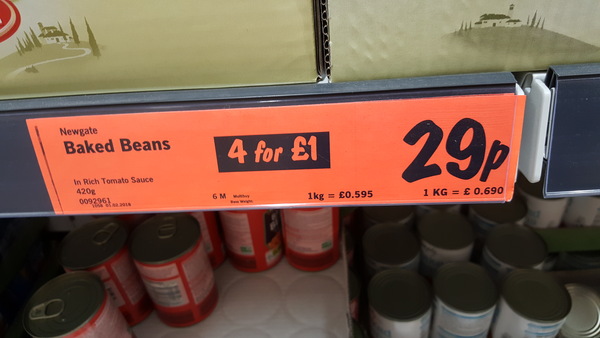 Newgate
Baked Beans
4 for £1
29p
In Rich Tomato Sauce
420g
0092961
6 M
1kg = £0.595
1 KG = £ 0.690